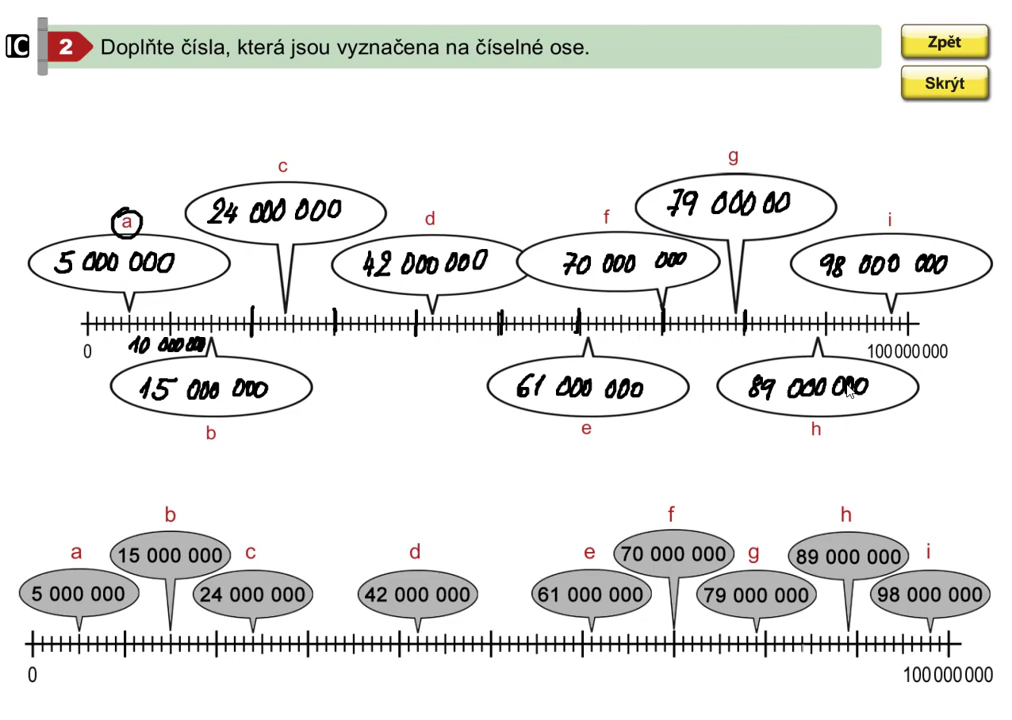 IC
2 Doplňte čísla, která jsou vyznačena na číselné ose.
Zpět
Skrýt
g
c
79 000 00
24 000 000
a
d
f
i
5 000 000
42 000 000
70 000 000
98 000 000
0
10 000 000
100 000 000
15 000 000
61 000 000
89 000 000
b
e
h
b
f
h
15 000 000
70 000 000
89 000 000
a
c
d
e
g
i
5 000 000
24 000 000
42 000 000
61 000 000
79 000 000
98 000 000
0
100 000 000